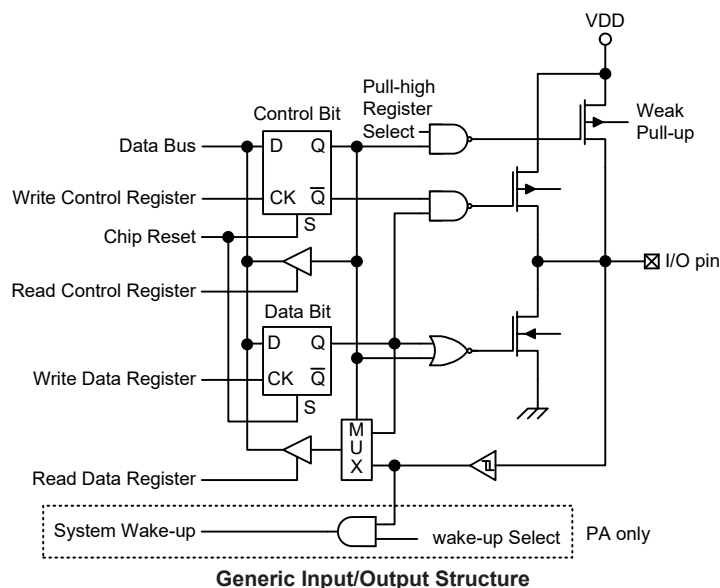 VDD
Pull-high
Register
Select
Control Bit
Weak
Pull-up
Data Bus
D
Q
Write Control Register
CK
Q̅
S
Chip Reset
I/O pin
Read Control Register
Data Bit
D
Q
Write Data Register
CK
Q̅
S
M
U
X
Read Data Register
System Wake-up
wake-up Select
PA only
Generic Input/Output Structure